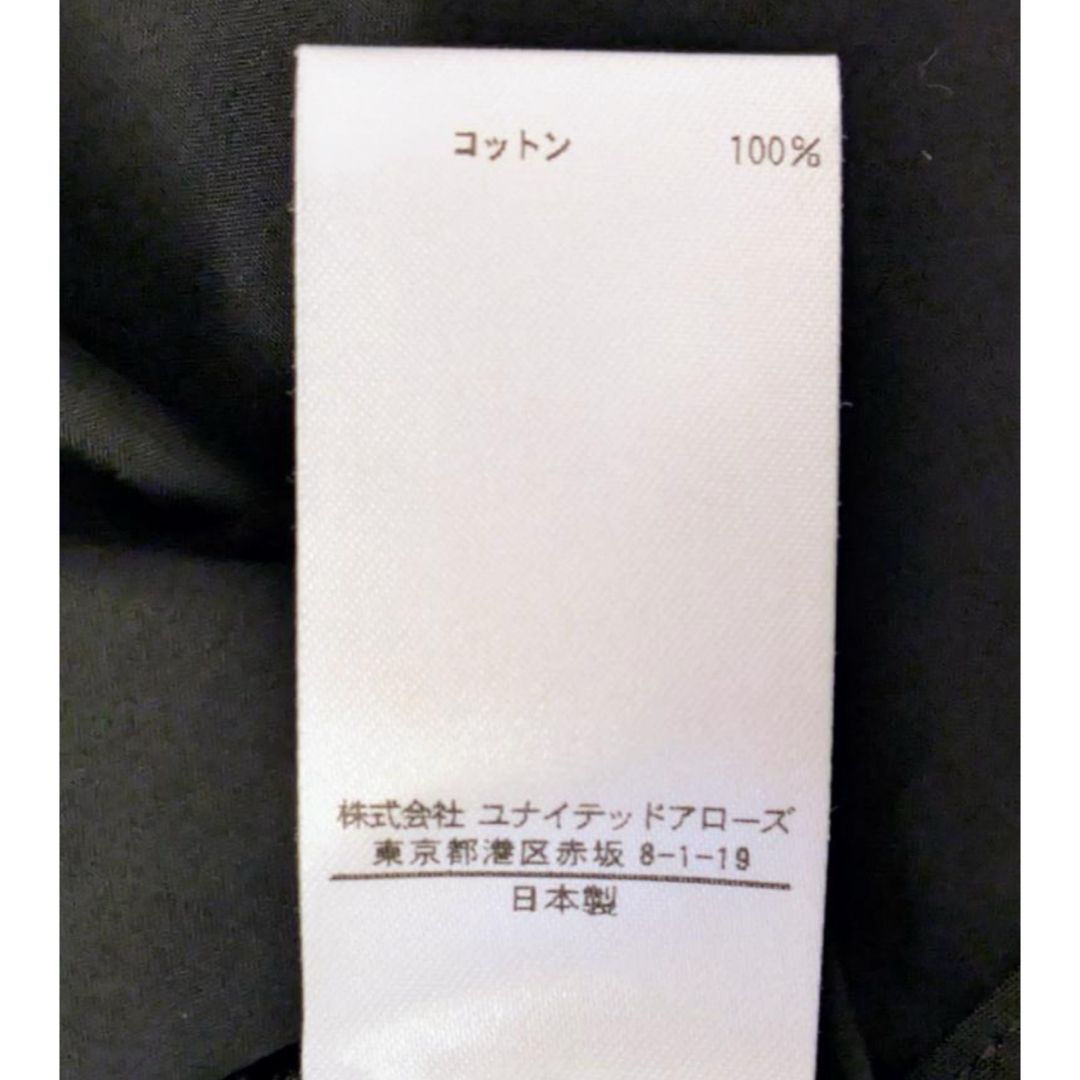 コットン 100%
株式会社 ユナイテッドアローズ
東京都港区赤坂 8-1-19
日本製